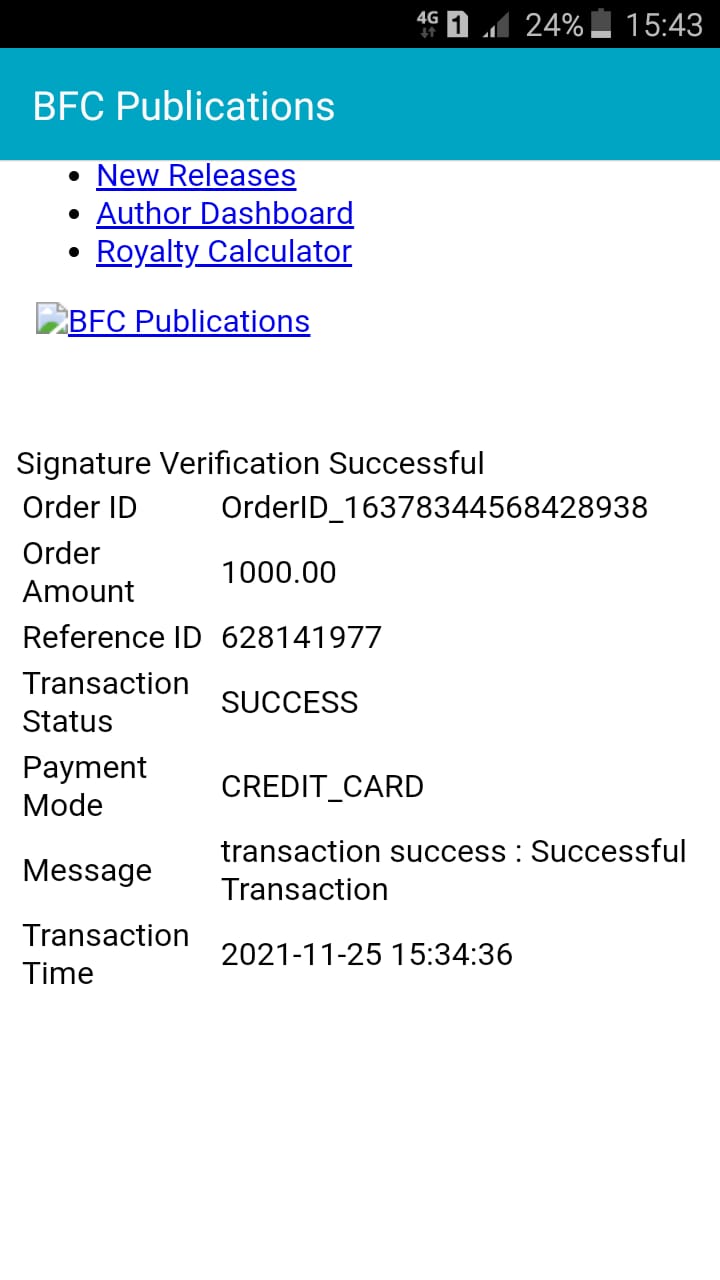 4G 1 24% 15:43
BFC Publications
New Releases
Author Dashboard
Royalty Calculator
BFC Publications
Signature Verification Successful
Order ID OrderID_16378344568428938
Order
Amount
1000.00
Reference ID 628141977
Transaction
Status
SUCCESS
Payment
Mode
CREDIT_CARD
Message
transaction success : Successful
Transaction
Transaction
Time
2021-11-25 15:34:36